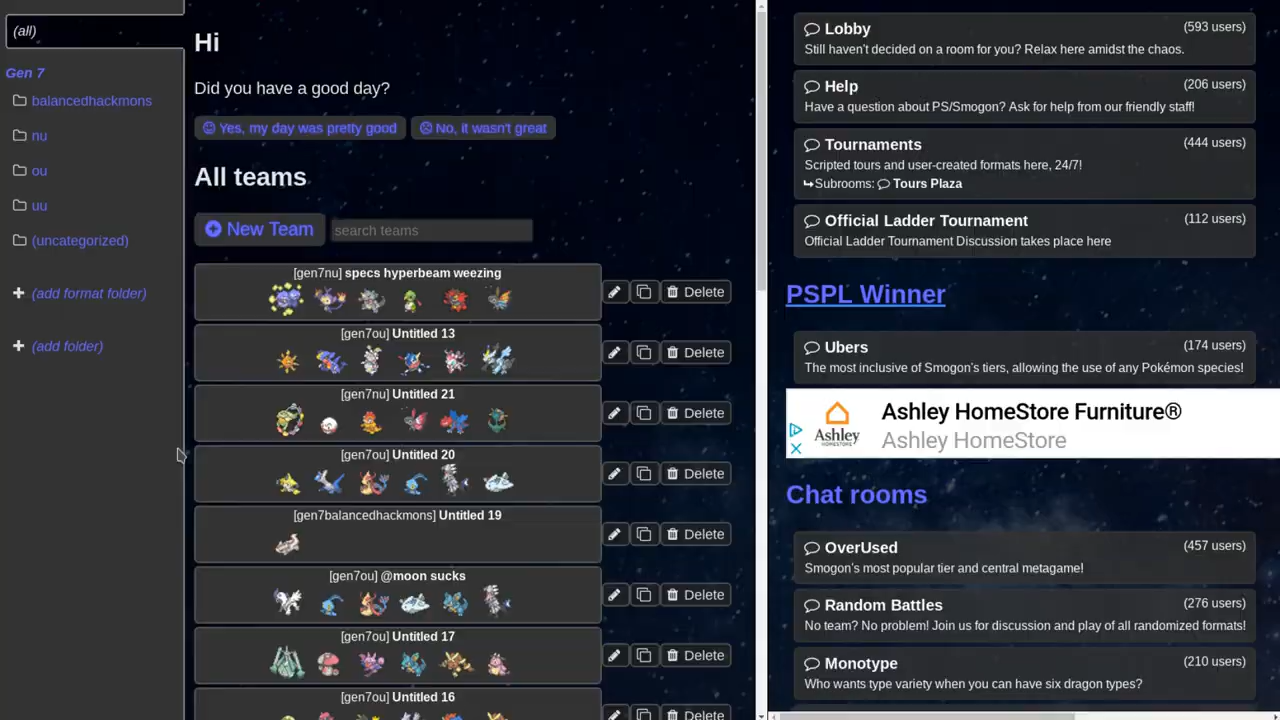 (all)
Gen 7
balancedhackmons
nu
ou
uu
(uncategorized)
(add format folder)
(add folder)
Hi
Did you have a good day?
Yes, my day was pretty good
No, it wasn't great
All teams
New Team
search teams
[gen7nu] specs hyperbeam weezing
Delete
[gen7ou] Untitled 13
Delete
[gen7nu] Untitled 21
Delete
[gen7ou] Untitled 20
Delete
[gen7balancedhackmons] Untitled 19
Delete
[gen7ou] @moon sucks
Delete
[gen7ou] Untitled 17
Delete
[gen7ou] Untitled 16
Delete
Lobby (593 users)
Still haven't decided on a room for you? Relax here amidst the chaos.
Help (206 users)
Have a question about PS/Smogon? Ask for help from our friendly staff!
Tournaments (444 users)
Scripted tours and user-created formats here, 24/7!
Subrooms: Tours Plaza
Official Ladder Tournament (112 users)
Official Ladder Tournament Discussion takes place here
PSPL Winner
Ubers (174 users)
The most inclusive of Smogon's tiers, allowing the use of any Pokémon species!
Ashley
HOMESTORE
Ashley HomeStore Furniture®
Ashley HomeStore
Chat rooms
OverUsed (457 users)
Smogon's most popular tier and central metagame!
Random Battles (276 users)
No team? No problem! Join us for discussion and play of all randomized formats!
Monotype (210 users)
Who wants type variety when you can have six dragon types?